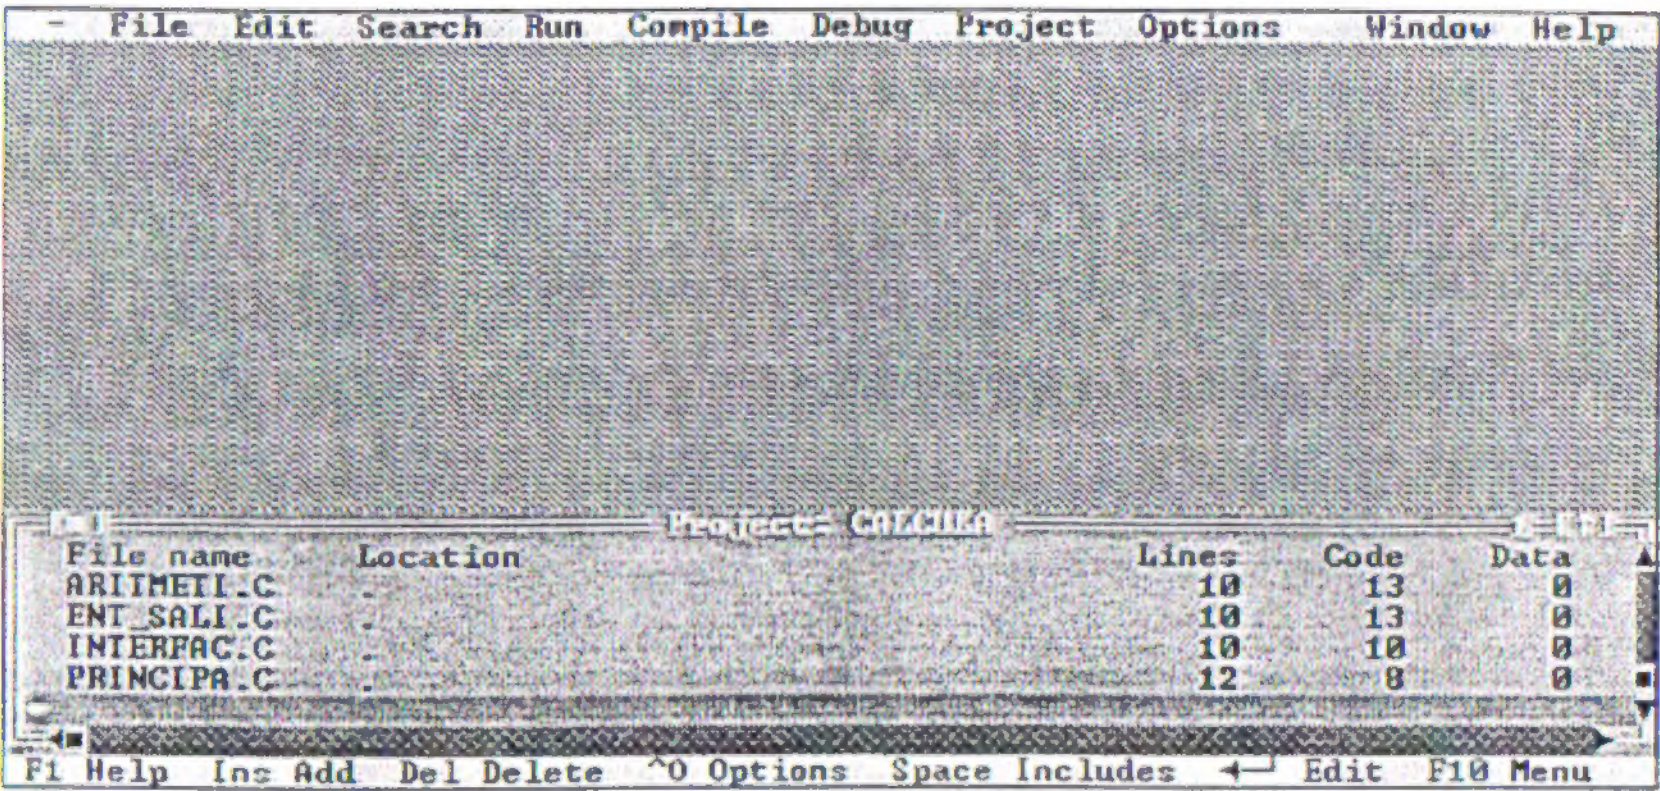 - File Edit Search Run Compile Debug Project Options Window Help
Project: CALCULA
File name Location Lines Code Data
ARITMETI.C . 10 13 0
ENT_SALI.C . 10 13 0
INTERFAC.C . 10 10 0
PRINCIPA.C . 12 8 0
F1 Help Ins Add Del Delete ^O Options Space Includes ◄─┘ Edit F10 Menu